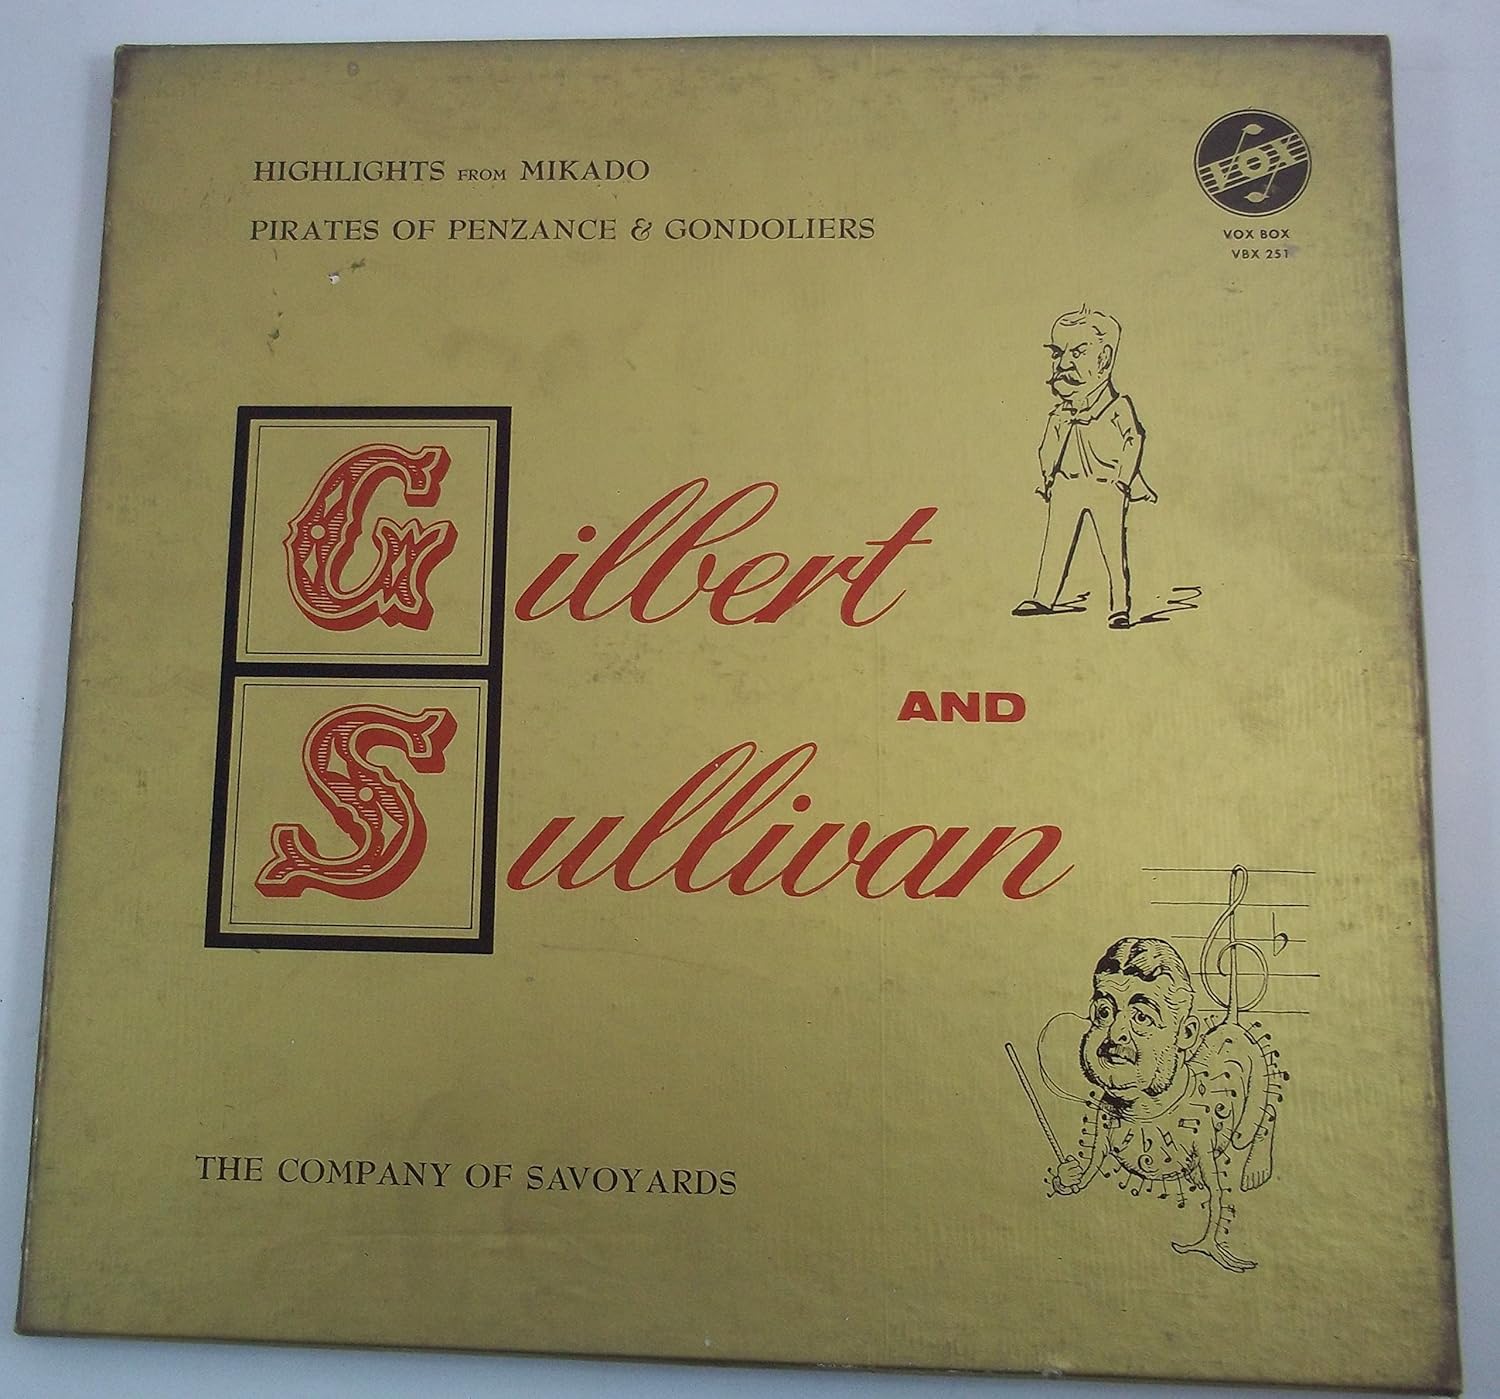 HIGHLIGHTS FROM MIKADO
PIRATES OF PENZANCE & GONDOLIERS
VOX
VOX BOX
VBX 251
Gilbert
AND
Sullivan
THE COMPANY OF SAVOYARDS